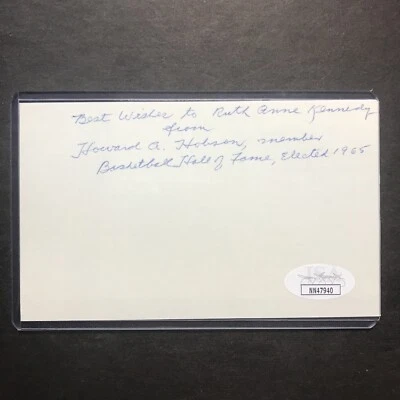 Best Wishes to Ruth Anne Kennedy
from
Howard A. Hobson, member
Basketball Hall of Fame, Elected 1965
NN47940